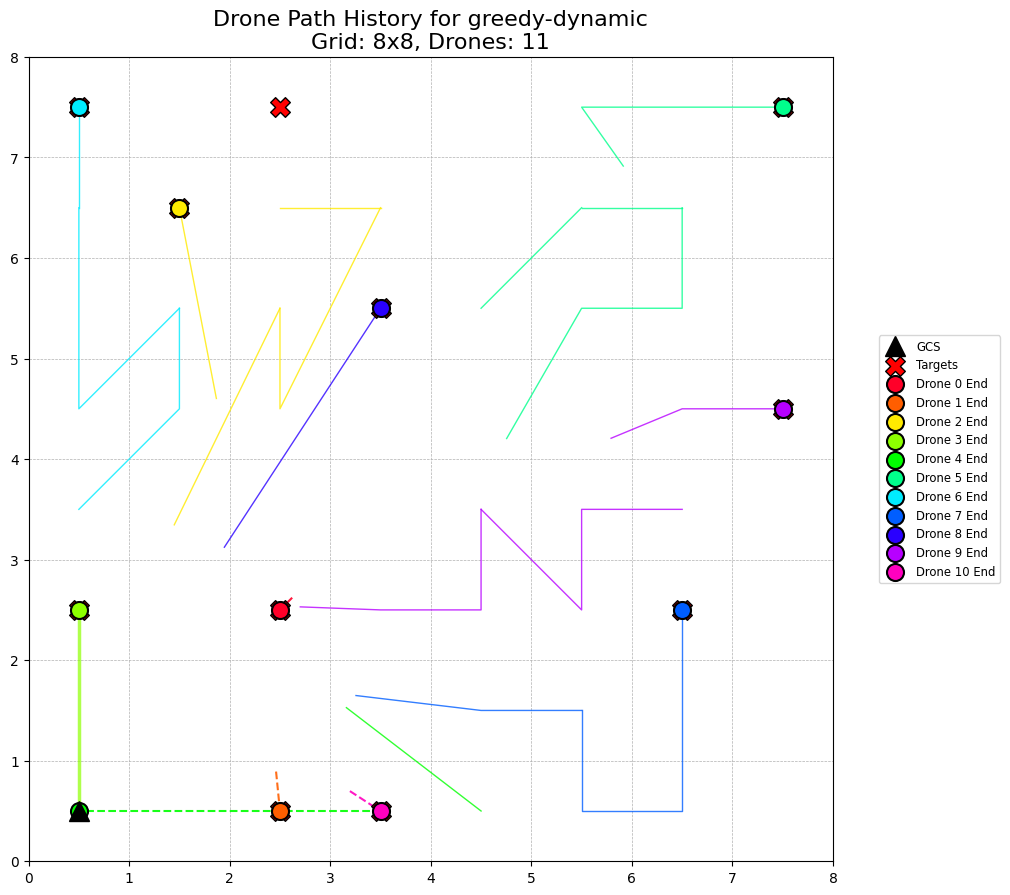 Drone Path History for greedy-dynamic
Grid: 8x8, Drones: 11
8
7
6
5
4
3
2
1
0
0 1 2 3 4 5 6 7 8
GCS
Targets
Drone 0 End
Drone 1 End
Drone 2 End
Drone 3 End
Drone 4 End
Drone 5 End
Drone 6 End
Drone 7 End
Drone 8 End
Drone 9 End
Drone 10 End